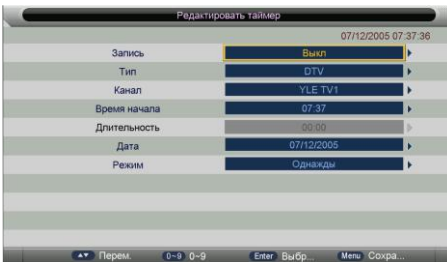 Редактировать таймер
07/12/2005 07:37:36
Запись Выкл
Тип DTV
Канал YLE TV1
Время начала 07:37
Длительность 00:00
Дата 07/12/2005
Режим Однажды
▲▼ Перем. 0~9 0~9 Enter Выбр... Menu Сохра...